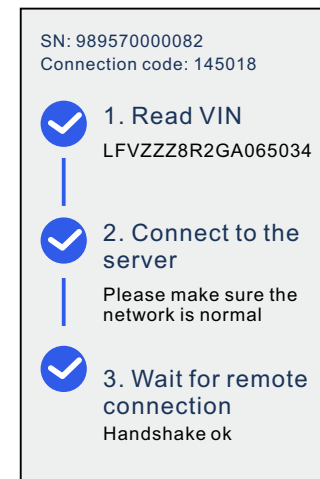 SN: 989570000082
Connection code: 145018
1. Read VIN
LFVZZZ8R2GA065034
2. Connect to the
server
Please make sure the
network is normal
3. Wait for remote
connection
Handshake ok